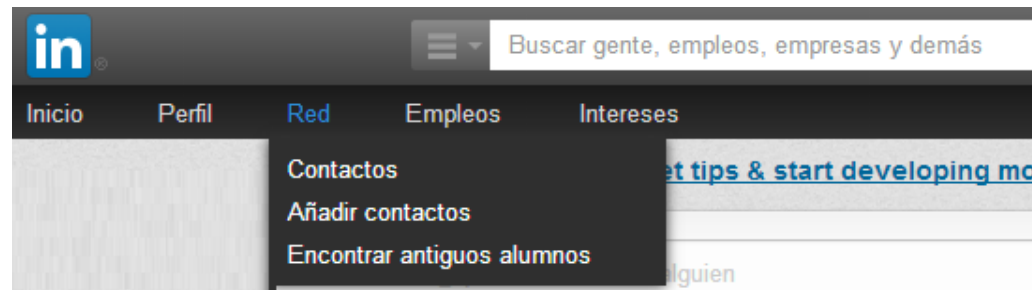 in ®
Buscar gente, empleos, empresas y demás
Inicio Perfil Red Empleos Intereses
Contactos
et tips & start developing mo
Añadir contactos
Encontrar antiguos alumnos
alguien